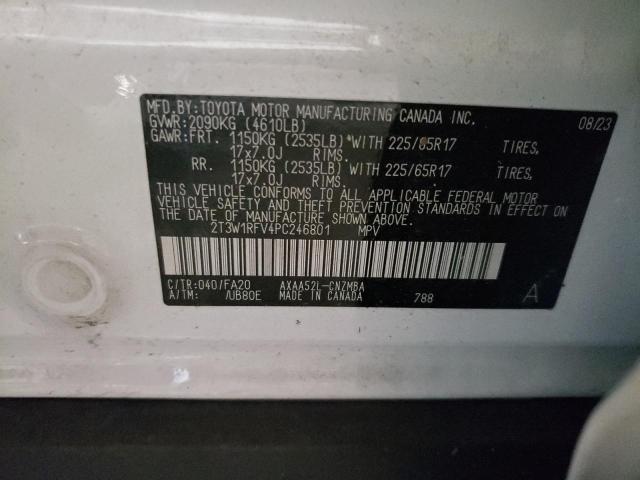 MFD.BY:TOYOTA MOTOR MANUFACTURING CANADA INC. 08/23
GVWR:2090KG (4610LB)
GAWR:FRT. 1150KG (2535LB) WITH 225/65R17 TIRES,
17x7.0J RIMS.
RR. 1150KG (2535LB) WITH 225/65R17 TIRES,
17x7.0J RIMS.
THIS VEHICLE CONFORMS TO ALL APPLICABLE FEDERAL MOTOR
VEHICLE SAFETY AND THEFT PREVENTION STANDARDS IN EFFECT ON
THE DATE OF MANUFACTURE SHOWN ABOVE.
2T3W1RFV4PC246801 MPV
C/TR:040/FA20 AXAA52L-CNZMBA
A/TM: /UB80E MADE IN CANADA 788 A